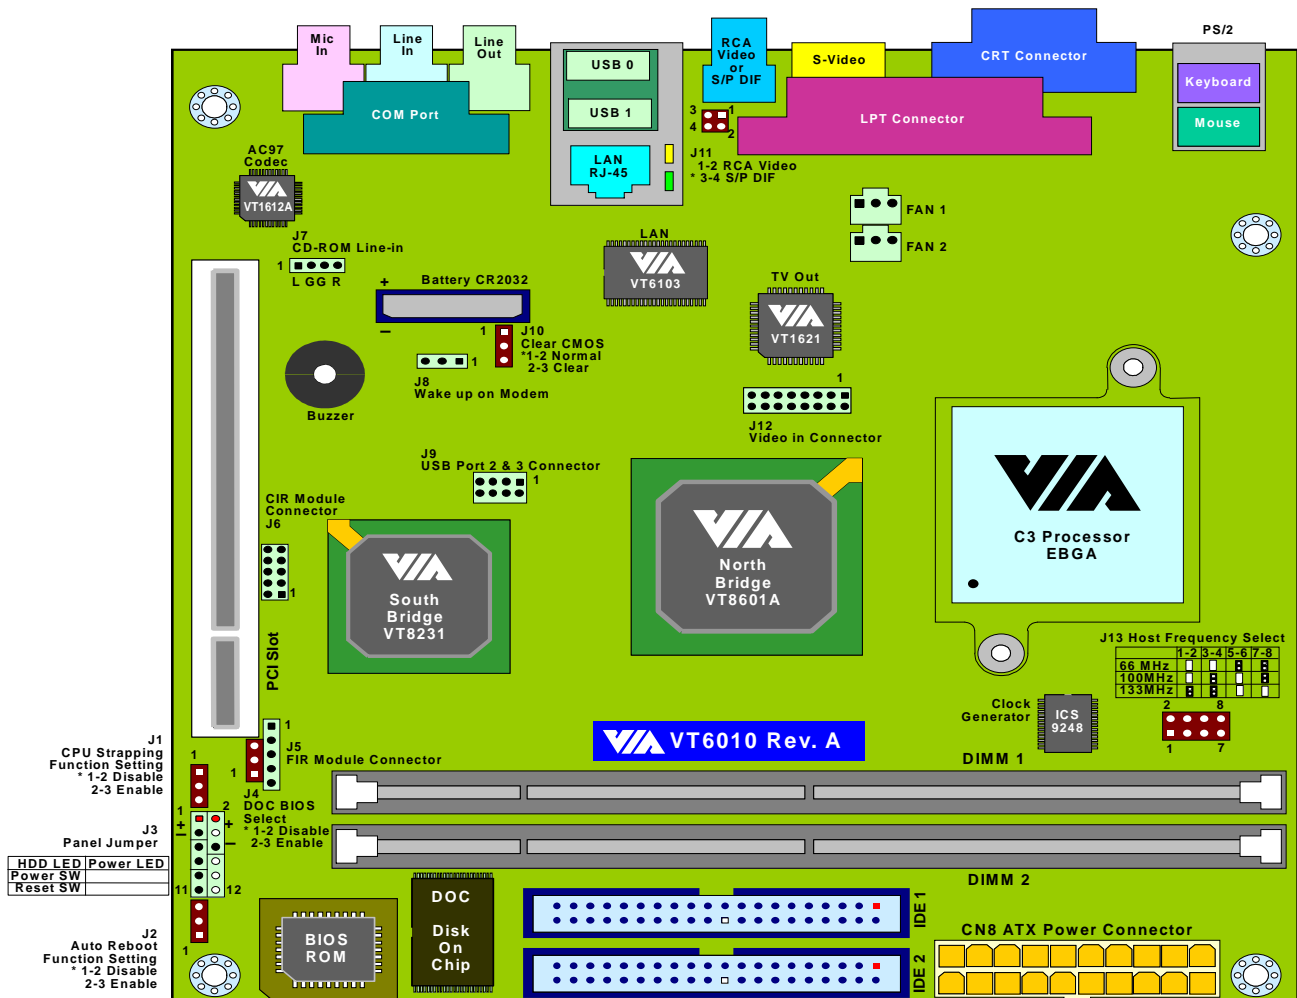 Mic
In
Line
In
Line
Out
COM Port
USB 0
USB 1
LAN
RJ-45
RCA
Video
or
S/P DIF
S-Video
CRT Connector
LPT Connector
PS/2
Keyboard
Mouse
3 1
4 2
J11
1-2 RCA Video
* 3-4 S/P DIF
AC97
Codec
VIA
VT1612A
J7
CD-ROM Line-in
1
L GG R
Battery CR2032
+
–
LAN
VIA
VT6103
FAN 1
FAN 2
TV Out
VIA
VT1621
1
J10
Clear CMOS
*1-2 Normal
2-3 Clear
1
J8
Wake up on Modem
Buzzer
1
J12
Video in Connector
J9
USB Port 2 & 3 Connector
1
CIR Module
Connector
J6
1
VIA
South
Bridge
VT8231
VIA
North
Bridge
VT8601A
VIA
C3 Processor
EBGA
PCI Slot
J13 Host Frequency Select
1-2 3-4 5-6 7-8
66 MHz
100MHz
133MHz
2 8
1 7
Clock
Generator
ICS
9248
VIA VT6010 Rev. A
J1
CPU Strapping
Function Setting
* 1-2 Disable
2-3 Enable
1
1
J5
FIR Module Connector
1
J4
DOC BIOS
Select
* 1-2 Disable
2-3 Enable
DIMM 1
DIMM 2
J3
Panel Jumper
HDD LED Power LED
Power SW
Reset SW
1 2
+ +
– –
11 12
J2
Auto Reboot
Function Setting
* 1-2 Disable
2-3 Enable
1
BIOS
ROM
DOC
Disk
On
Chip
IDE 1
IDE 2
CN8 ATX Power Connector